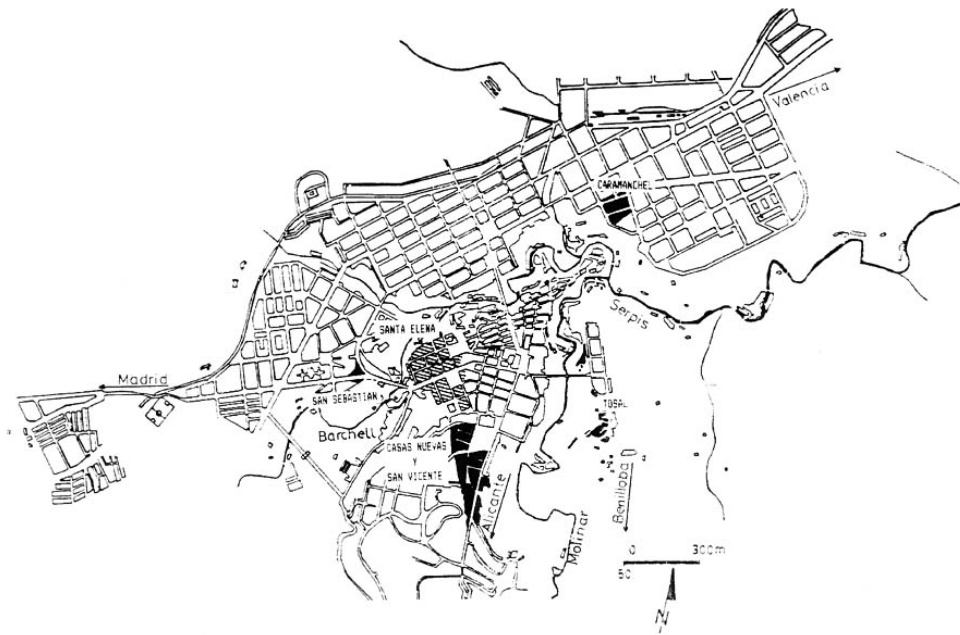 Valencia
CARAMANCHEL
Serpis
SANTA ELENA
Madrid
SAN SEBASTIAN
TOSAL
Barchell
CASAS NUEVAS
Y
SAN VICENTE
Alicante
Benilloba
Molinar
0 300m
50
N